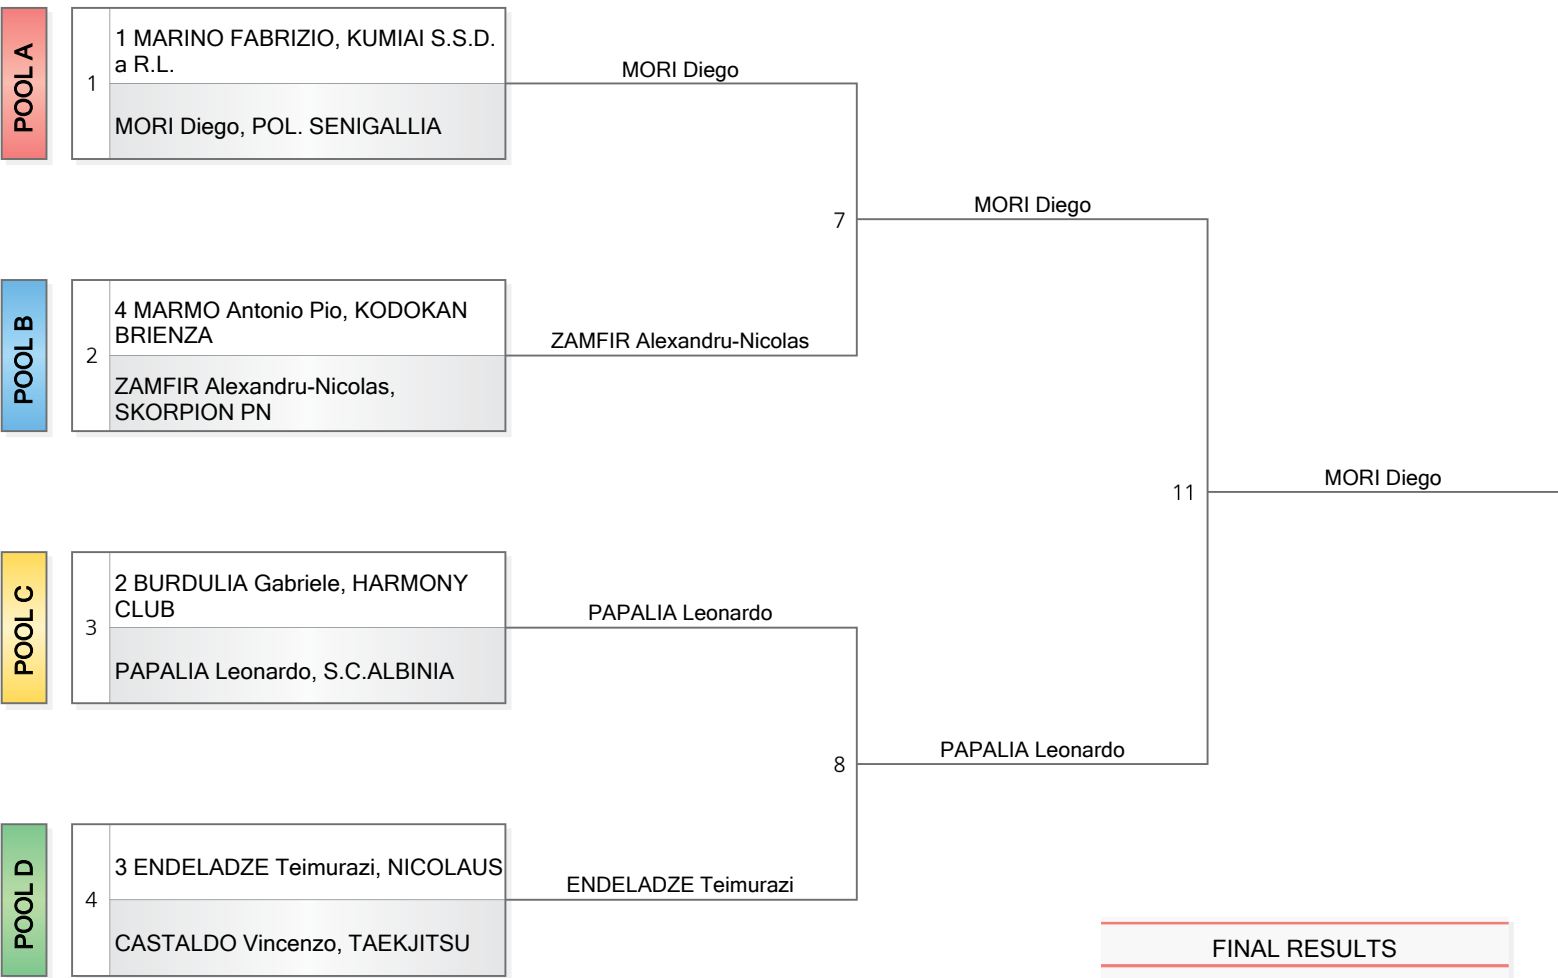 POOL A
1
1 MARINO FABRIZIO, KUMIAI S.S.D.
a R.L.
MORI Diego, POL. SENIGALLIA
MORI Diego
7
MORI Diego
POOL B
2
4 MARMO Antonio Pio, KODOKAN
BRIENZA
ZAMFIR Alexandru-Nicolas,
SKORPION PN
ZAMFIR Alexandru-Nicolas
11
MORI Diego
POOL C
3
2 BURDULIA Gabriele, HARMONY
CLUB
PAPALIA Leonardo, S.C.ALBINIA
PAPALIA Leonardo
8
PAPALIA Leonardo
POOL D
4
3 ENDELADZE Teimurazi, NICOLAUS
CASTALDO Vincenzo, TAEKJITSU
ENDELADZE Teimurazi
FINAL RESULTS